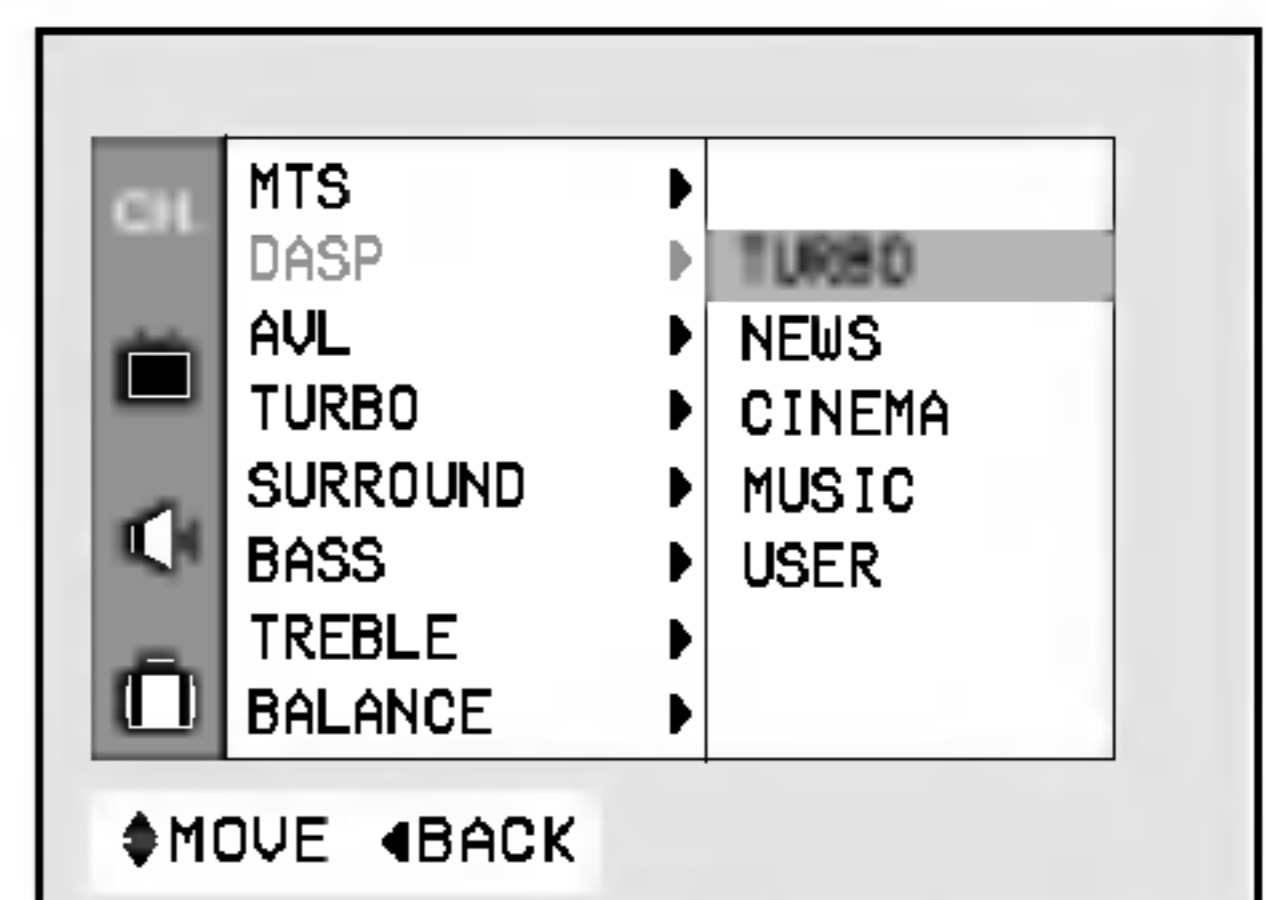 CH.
MTS
DASP
AVL
TURBO
SURROUND
BASS
TREBLE
BALANCE
TURBO
NEWS
CINEMA
MUSIC
USER
MOVE BACK